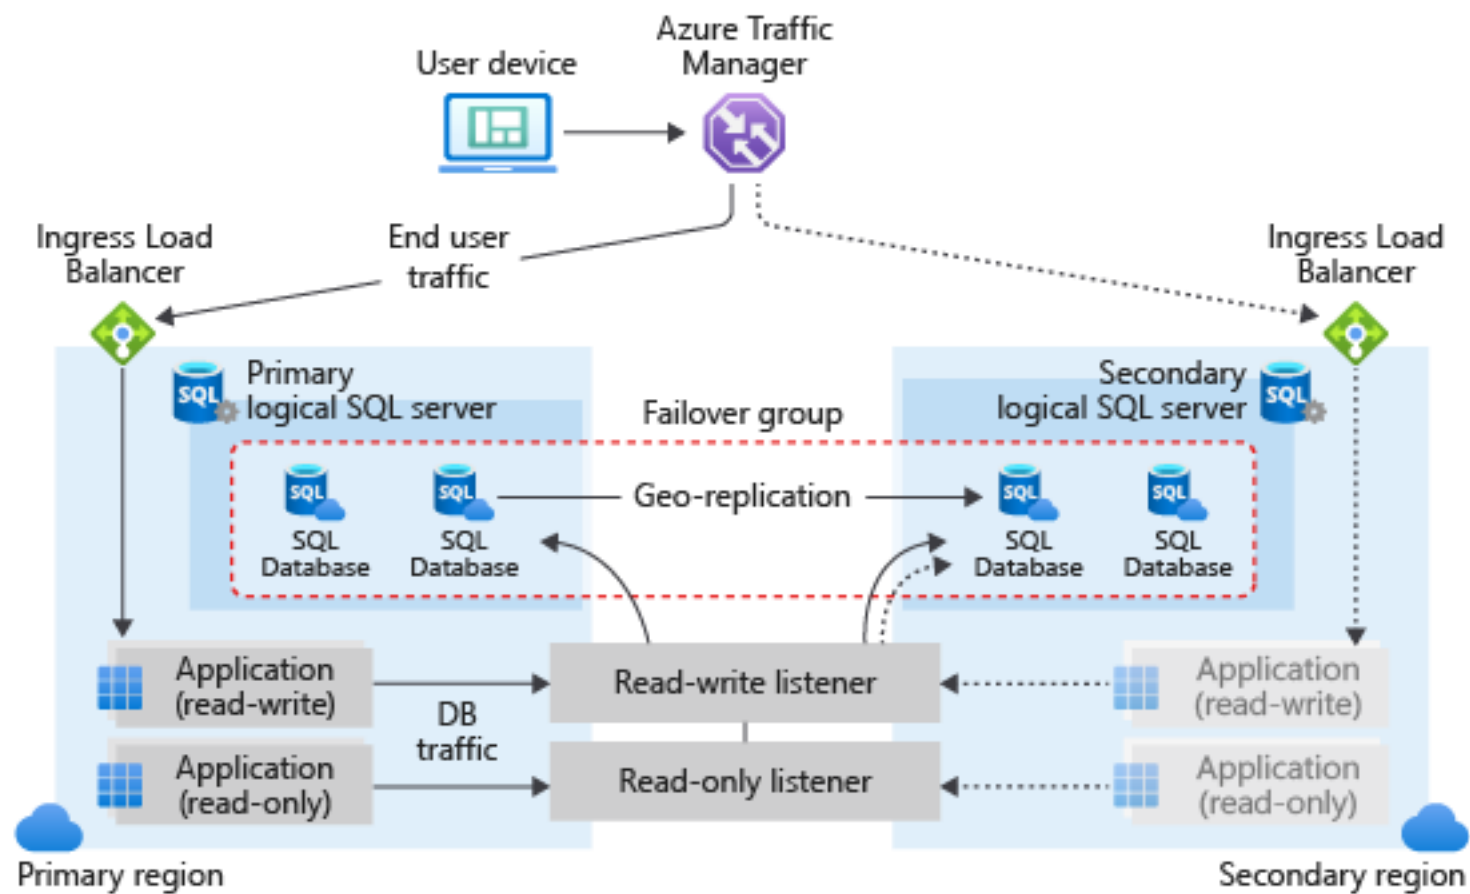 Azure Traffic
Manager
User device
Ingress Load
Balancer
End user
traffic
Ingress Load
Balancer
SQL
Primary
logical SQL server
Failover group
Secondary
logical SQL server
SQL
SQL
SQL
Database
SQL
SQL
Database
Geo-replication
SQL
SQL
Database
SQL
SQL
Database
Application
(read-write)
DB
traffic
Read-write listener
Application
(read-write)
Application
(read-only)
Read-only listener
Application
(read-only)
Primary region
Secondary region